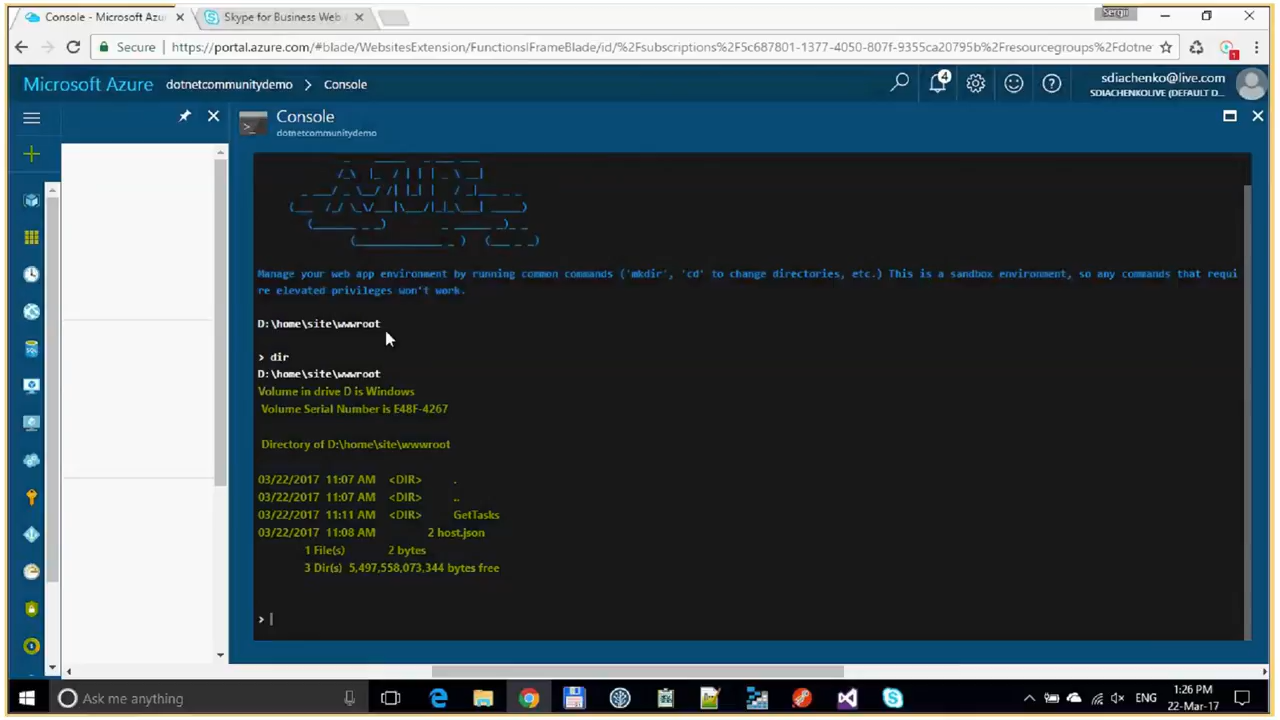 Console - Microsoft Azu
Skype for Business Web
Sergii
Secure
https://portal.azure.com/#blade/WebsitesExtension/FunctionsIFrameBlade/id/%2Fsubscriptions%2F5c687801-1377-4050-807f-9355ca20795b%2Fresourcegroups%2Fdotne
1
Microsoft Azure
dotnetcommunitydemo
Console
4
sdiachenko@live.com
SDIACHENKOLIVE (DEFAULT D...
Console
dotnetcommunitydemo
Manage your web app environment by running common commands ('mkdir', 'cd' to change directories, etc.) This is a sandbox environment, so any commands that requi
re elevated privileges won't work.
D:\home\site\wwwroot
> dir
D:\home\site\wwwroot
Volume in drive D is Windows
Volume Serial Number is E48F-4267
Directory of D:\home\site\wwwroot
03/22/2017 11:07 AM <DIR> .
03/22/2017 11:07 AM <DIR> ..
03/22/2017 11:11 AM <DIR> GetTasks
03/22/2017 11:08 AM 2 host.json
1 File(s) 2 bytes
3 Dir(s) 5,497,558,073,344 bytes free
>
Ask me anything
ENG
1:26 PM
22-Mar-17